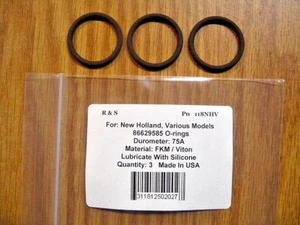 R & S Pn 118NHV
For: New Holland, Various Models
86629585 O-rings
Durometer: 75A
Material: FKM / Viton
Lubricate With Silicone
Quantity: 3 Made In USA
311812502027